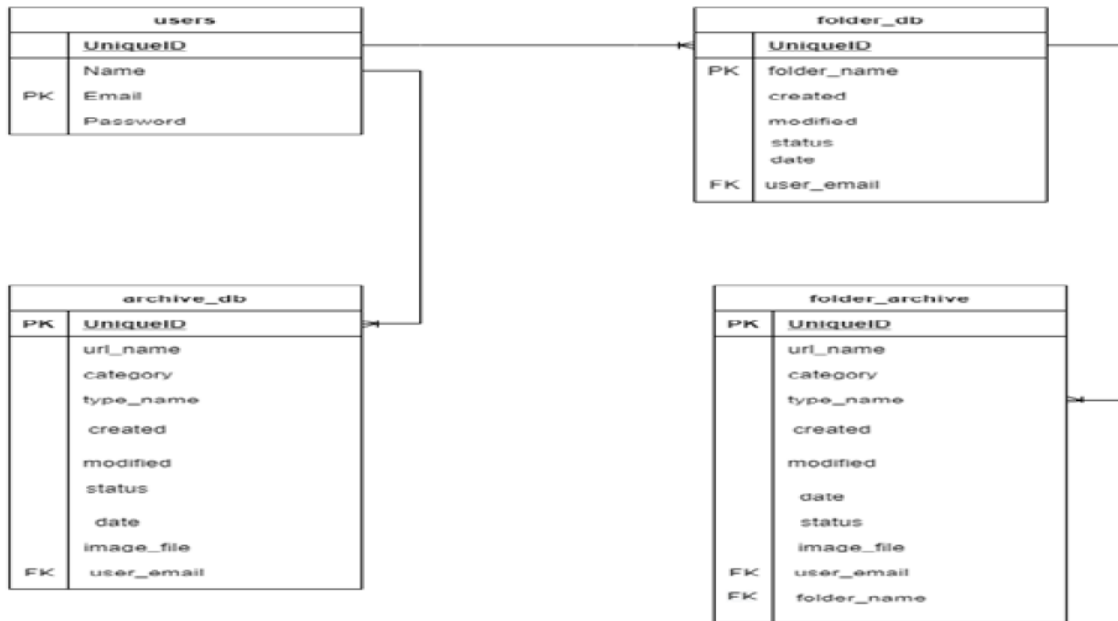 users
UniqueID
Name
PK Email
Password
folder_db
UniqueID
PK folder_name
created
modified
status
date
FK user_email
archive_db
PK UniqueID
url_name
category
type_name
created
modified
status
date
image_file
FK user_email
folder_archive
PK UniqueID
url_name
category
type_name
created
modified
date
status
image_file
FK user_email
FK folder_name